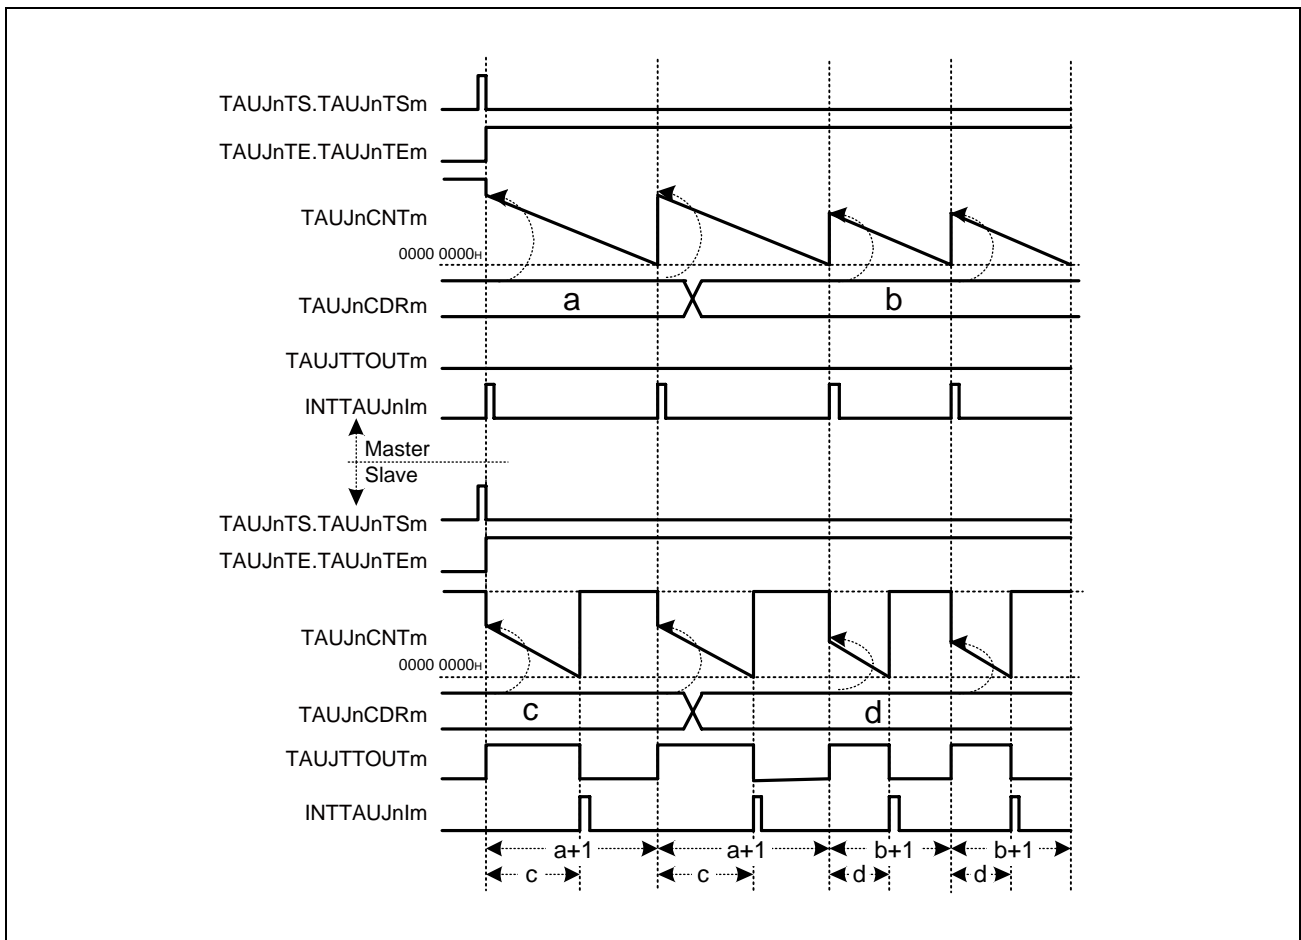 TAUJnTS.TAUJnTSm
TAUJnTE.TAUJnTEm
TAUJnCNTm
0000 0000H
TAUJnCDRm
a
b
TAUJTTOUTm
INTTAUJnIm
Master
Slave
TAUJnTS.TAUJnTSm
TAUJnTE.TAUJnTEm
TAUJnCNTm
0000 0000H
TAUJnCDRm
c
d
TAUJTTOUTm
INTTAUJnIm
a+1 a+1 b+1 b+1
c c d d